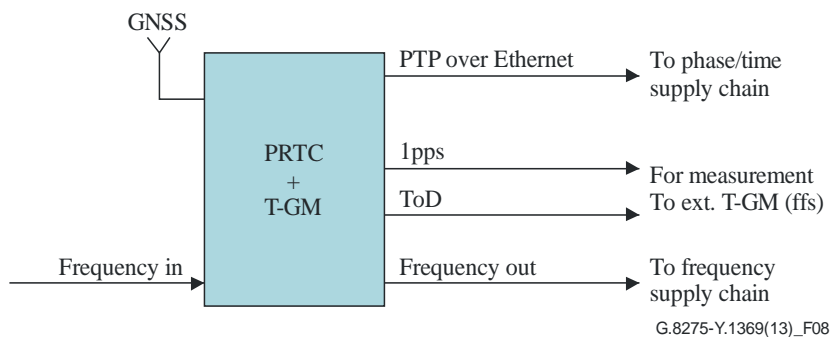 GNSS
PTP over Ethernet
To phase/time
supply chain
PRTC
+
T-GM
1pps
ToD
For measurement
To ext. T-GM (ffs)
Frequency in
Frequency out
To frequency
supply chain
G.8275-Y.1369(13)_F08